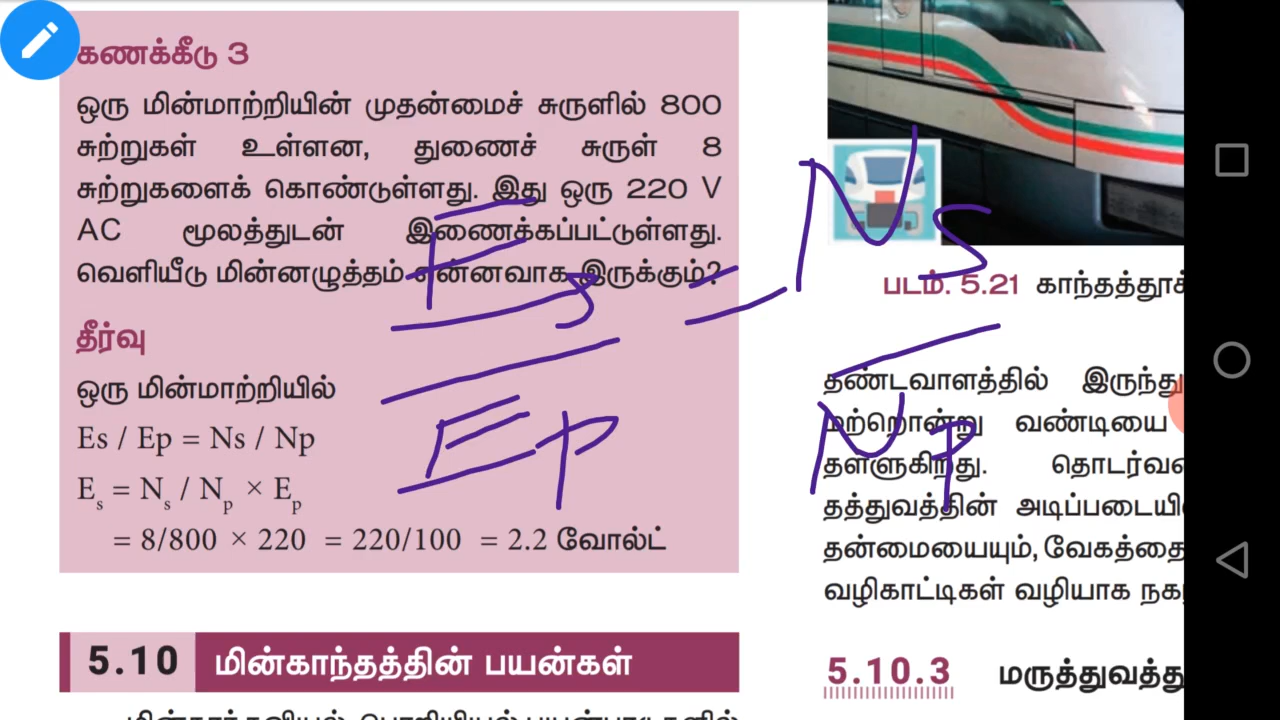 கணக்கீடு 3
ஒரு மின்மாற்றியின் முதன்மைச் சுருளில் 800
சுற்றுகள் உள்ளன, துணைச் சுருள் 8
சுற்றுகளைக் கொண்டுள்ளது. இது ஒரு 220 V
AC மூலத்துடன் இணைக்கப்பட்டுள்ளது.
வெளியீடு மின்னழுத்தம் என்னவாக இருக்கும்?
தீர்வு
ஒரு மின்மாற்றியில்
Es / Ep = Ns / Np
Es = Ns / Np × Ep
= 8/800 × 220 = 220/100 = 2.2 வோல்ட்
Es = Ns
Ep Np
5.10 மின்காந்தத்தின் பயன்கள்
படம். 5.21 காந்தத்தூக்
தண்டவாளத்தில் இருந்து
மற்றொன்று வண்டியை
தள்ளுகிறது. தொடர்வ
தத்துவத்தின் அடிப்படையி
தன்மையையும், வேகத்தை
வழிகாட்டிகள் வழியாக நக
5.10.3 மருத்துவத்து